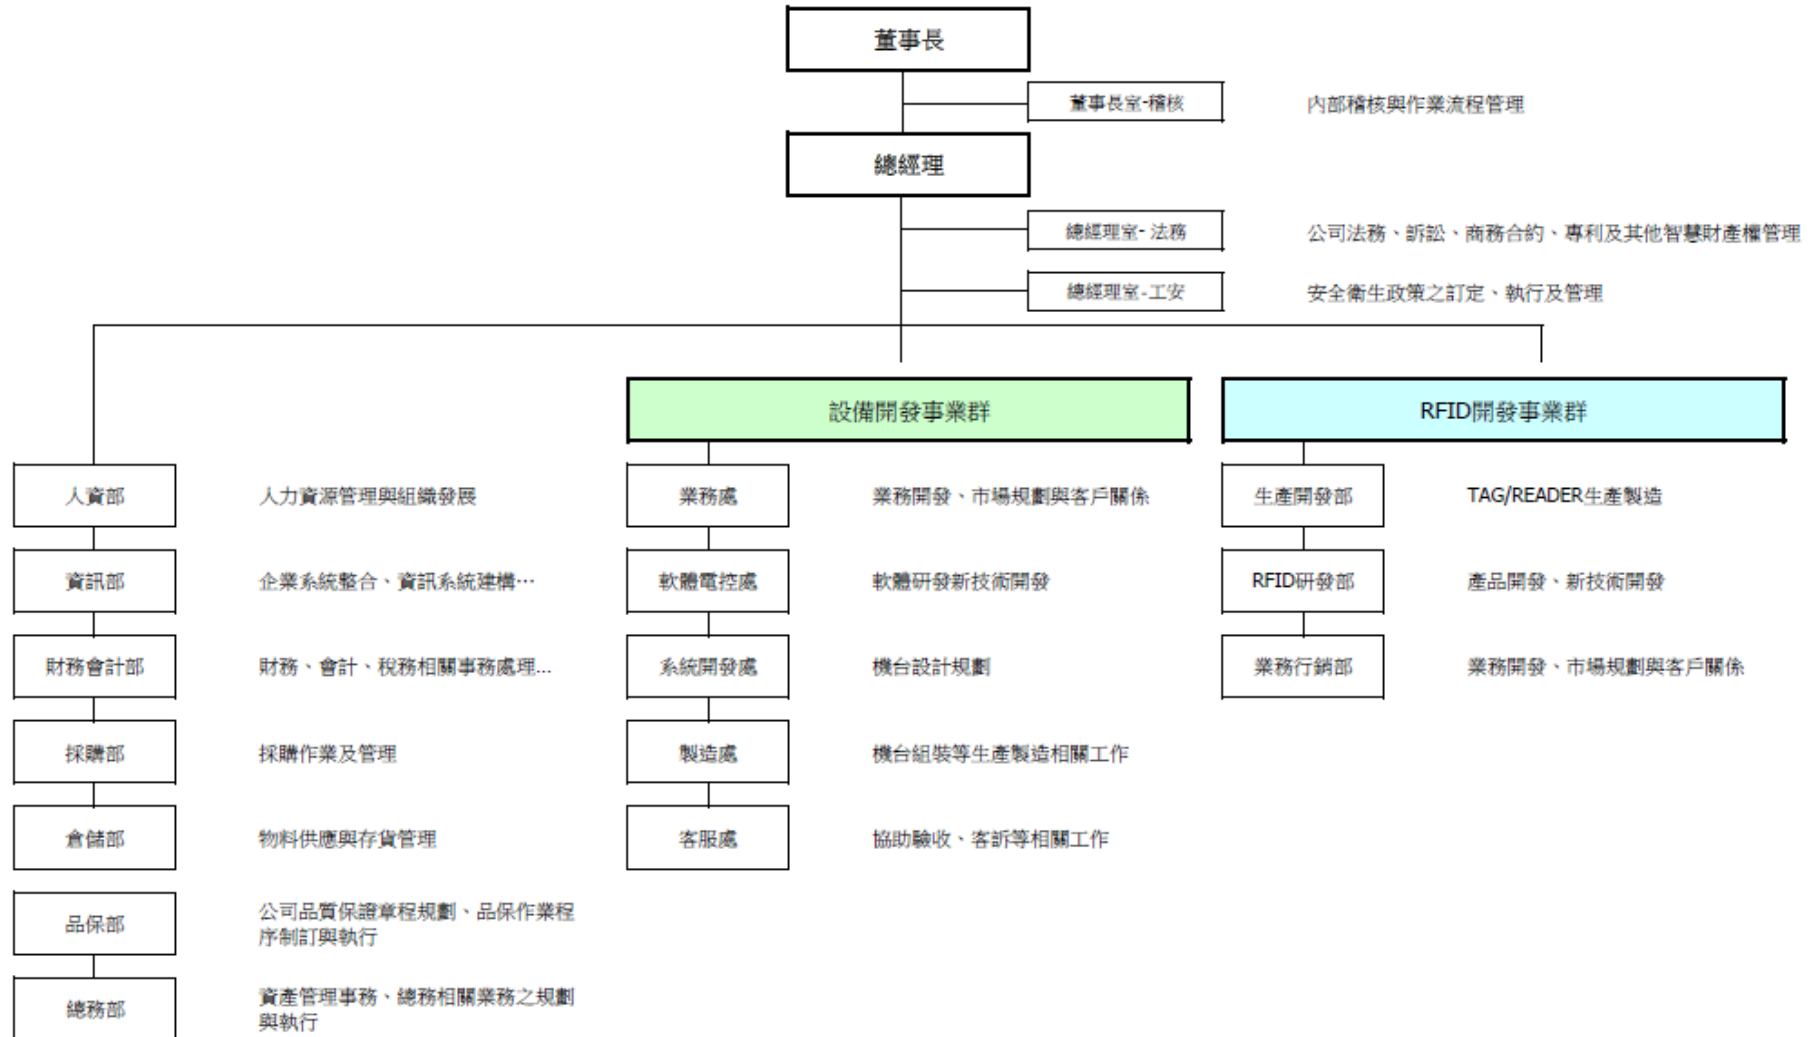 董事長
董事長室-稽核
內部稽核與作業流程管理
總經理
總經理室- 法務
公司法務、訴訟、商務合約、專利及其他智慧財產權管理
總經理室-工安
安全衛生政策之訂定、執行及管理
設備開發事業群
RFID開發事業群
人資部
人力資源管理與組織發展
業務處
業務開發、市場規劃與客戶關係
生產開發部
TAG/READER生產製造
資訊部
企業系統整合、資訊系統建構…
軟體電控處
軟體研發新技術開發
RFID研發部
產品開發、新技術開發
財務會計部
財務、會計、稅務相關事務處理...
系統開發處
機台設計規劃
業務行銷部
業務開發、市場規劃與客戶關係
採購部
採購作業及管理
製造處
機台組裝等生產製造相關工作
倉儲部
物料供應與存貨管理
客服處
協助驗收、客訴等相關工作
品保部
公司品質保證章程規劃、品保作業程
序制訂與執行
總務部
資產管理事務、總務相關業務之規劃
與執行